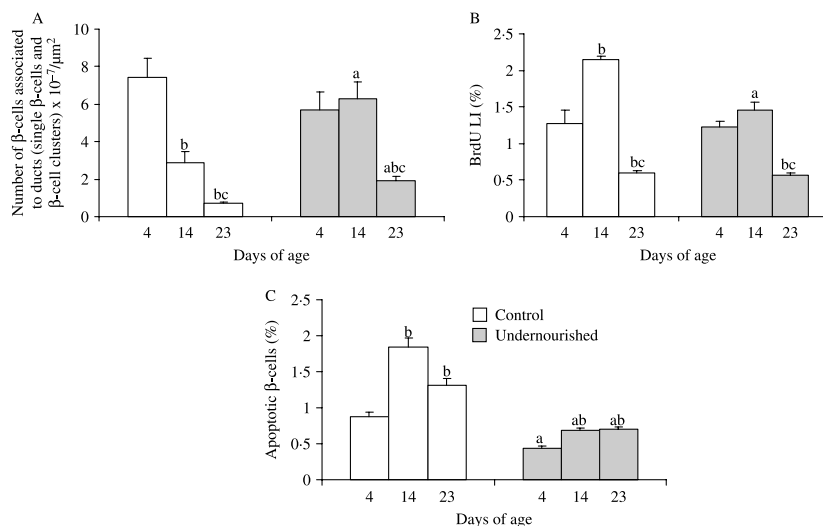 A
Number of β-cells associated
to ducts (single β-cells and
β-cell clusters) x 10⁻⁷/μm²
10
8
6
4
2
0
b
bc
a
abc
4 14 23 4 14 23
Days of age
B
BrdU LI (%)
2·5
2
1·5
1
0·5
0
b
bc
a
bc
4 14 23 4 14 23
Days of age
C
Apoptotic β-cells (%)
2·5
2
1·5
1
0·5
0
b
b
a
ab
ab
4 14 23 4 14 23
Days of age
Control
Undernourished